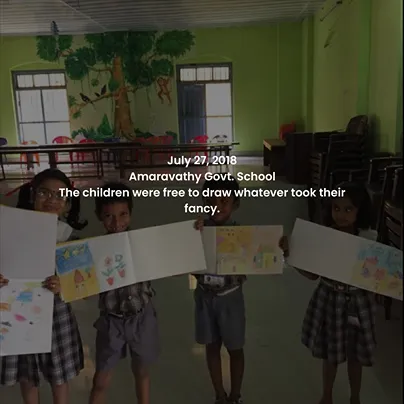 July 27, 2018
Amaravathy Govt. School
The children were free to draw whatever took their
fancy.